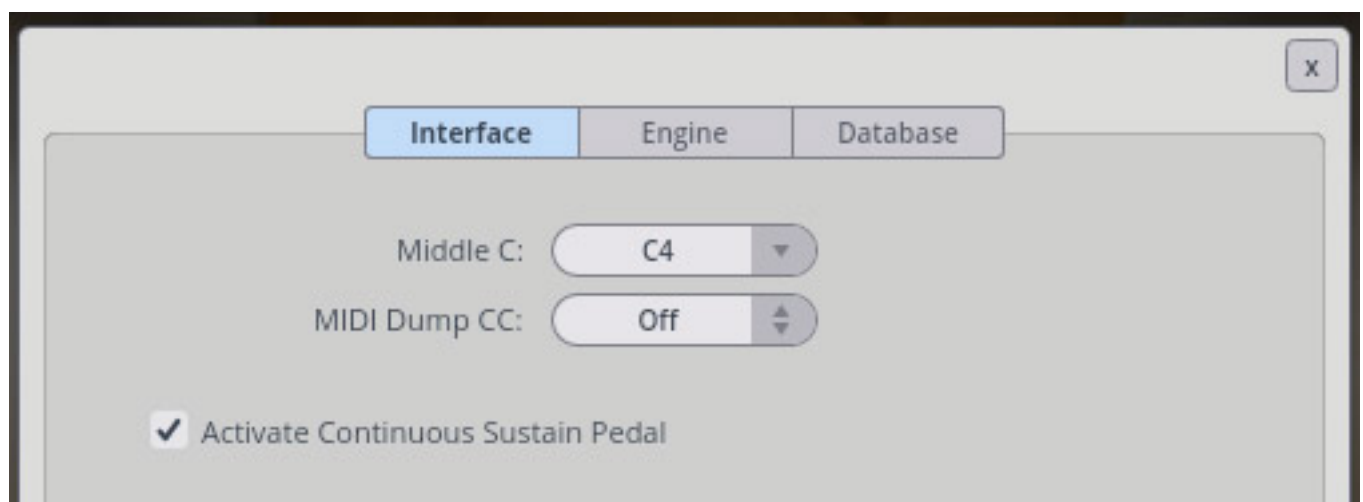 x
Interface Engine Database
Middle C: C4
MIDI Dump CC: Off
Activate Continuous Sustain Pedal